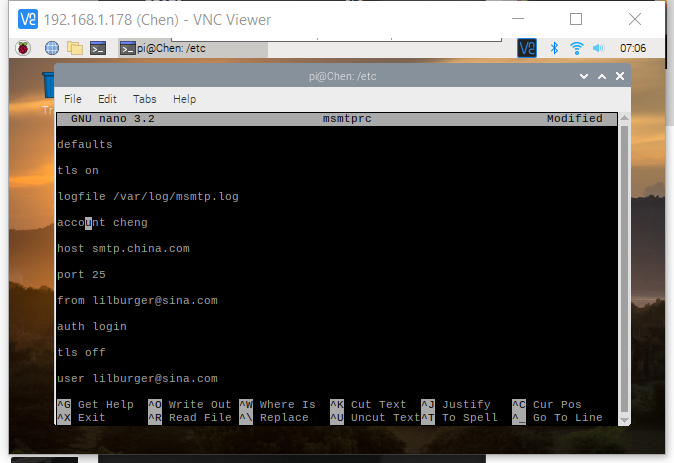 192.168.1.178 (Chen) - VNC Viewer
pi@Chen: /etc
07:06
pi@Chen: /etc
File Edit Tabs Help
GNU nano 3.2 msmtprc Modified
defaults
tls on
logfile /var/log/msmtp.log
account cheng
host smtp.china.com
port 25
from lilburger@sina.com
auth login
tls off
user lilburger@sina.com
^G Get Help ^O Write Out ^W Where Is ^K Cut Text ^J Justify ^C Cur Pos
^X Exit ^R Read File ^\ Replace ^U Uncut Text ^T To Spell ^_ Go To Line